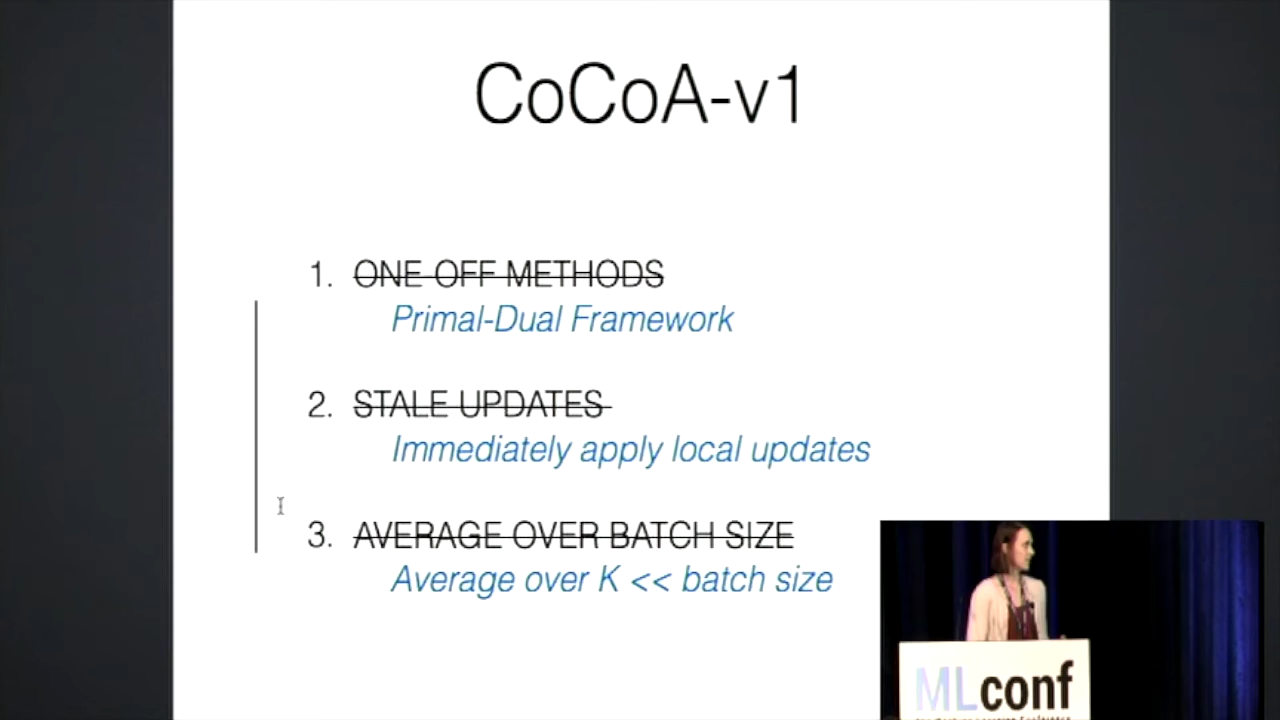 CoCoA-v1
1. ONE-OFF METHODS
Primal-Dual Framework
2. STALE UPDATES
Immediately apply local updates
3. AVERAGE OVER BATCH SIZE
Average over K << batch size
MLconf